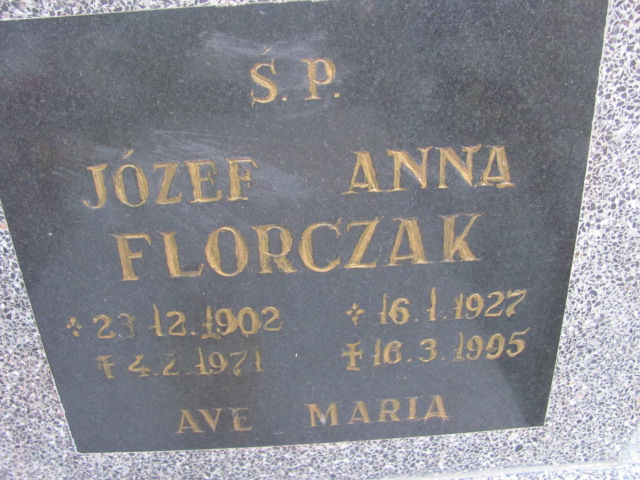 Ś. P.
JÓZEF ANNA
FLORCZAK
23.12.1902 16.1.1927
4.2.1971 16.3.1995
AVE MARIA